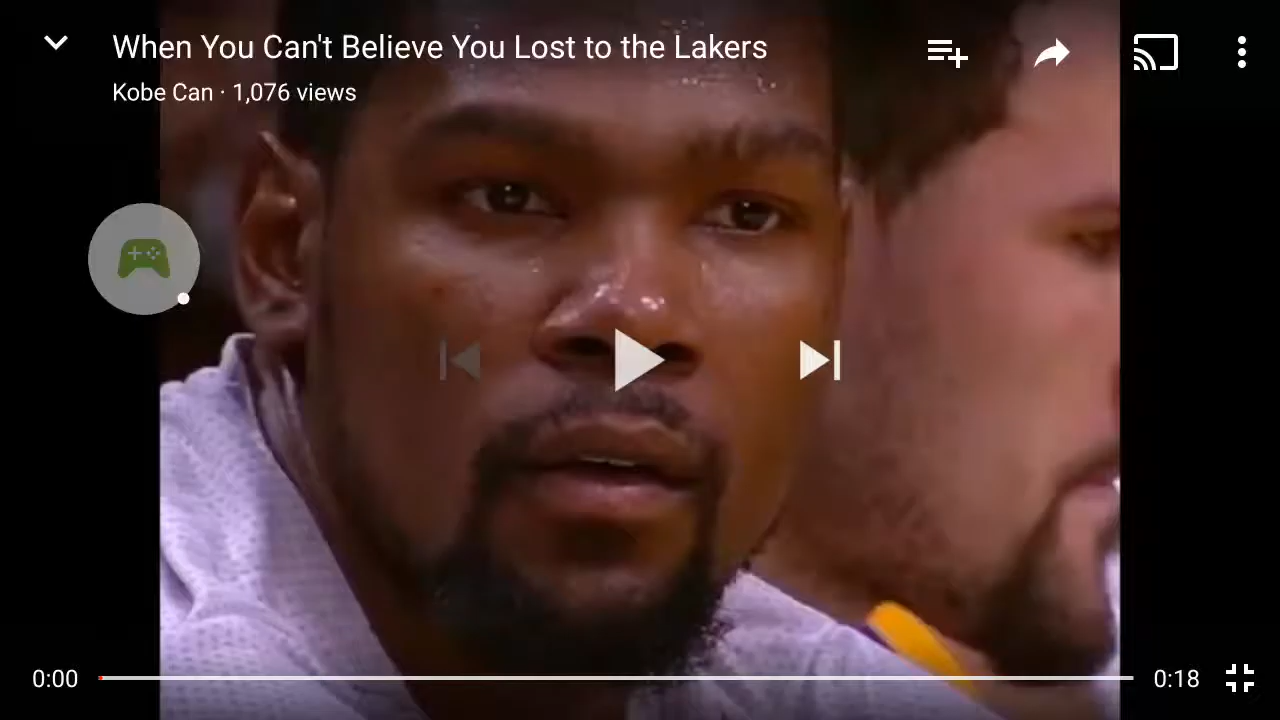 When You Can't Believe You Lost to the Lakers
Kobe Can · 1,076 views
0:00
0:18